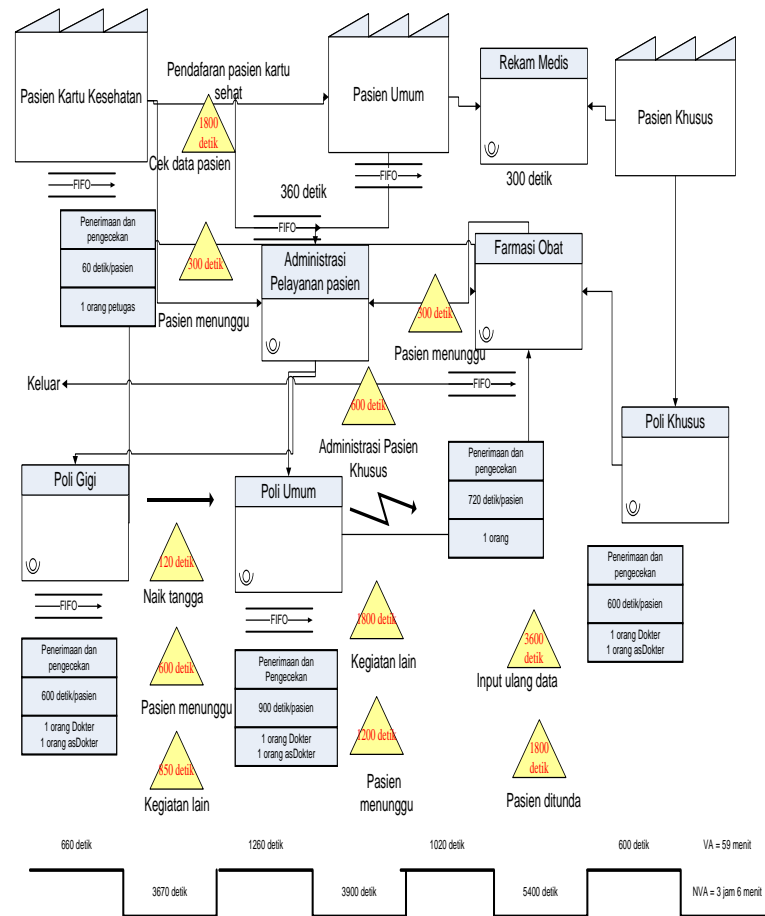 Pasien Kartu Kesehatan
Pendafaran pasien kartu
sehat
1800
detik
Cek data pasien
Pasien Umum
Rekam Medis
300 detik
Pasien Khusus
FIFO
FIFO
360 detik
FIFO
Penerimaan dan
pengecekan
60 detik/pasien
1 orang petugas
300 detik
Pasien menunggu
Administrasi
Pelayanan pasien
300 detik
Pasien menunggu
Farmasi Obat
Keluar
FIFO
600 detik
Administrasi Pasien
Khusus
Poli Khusus
Poli Gigi
Poli Umum
Penerimaan dan
pengecekan
720 detik/pasien
1 orang
120 detik
Naik tangga
FIFO
FIFO
Penerimaan dan
pengecekan
600 detik/pasien
1 orang Dokter
1 orang asDokter
Penerimaan dan
pengecekan
600 detik/pasien
1 orang Dokter
1 orang asDokter
600 detik
Pasien menunggu
850 detik
Kegiatan lain
Penerimaan dan
Pengecekan
900 detik/pasien
1 orang Dokter
1 orang asDokter
1800 detik
Kegiatan lain
1200 detik
Pasien
menunggu
3600
detik
Input ulang data
1800
detik
Pasien ditunda
660 detik
1260 detik
1020 detik
600 detik
VA = 59 menit
3670 detik
3900 detik
5400 detik
NVA = 3 jam 6 menit